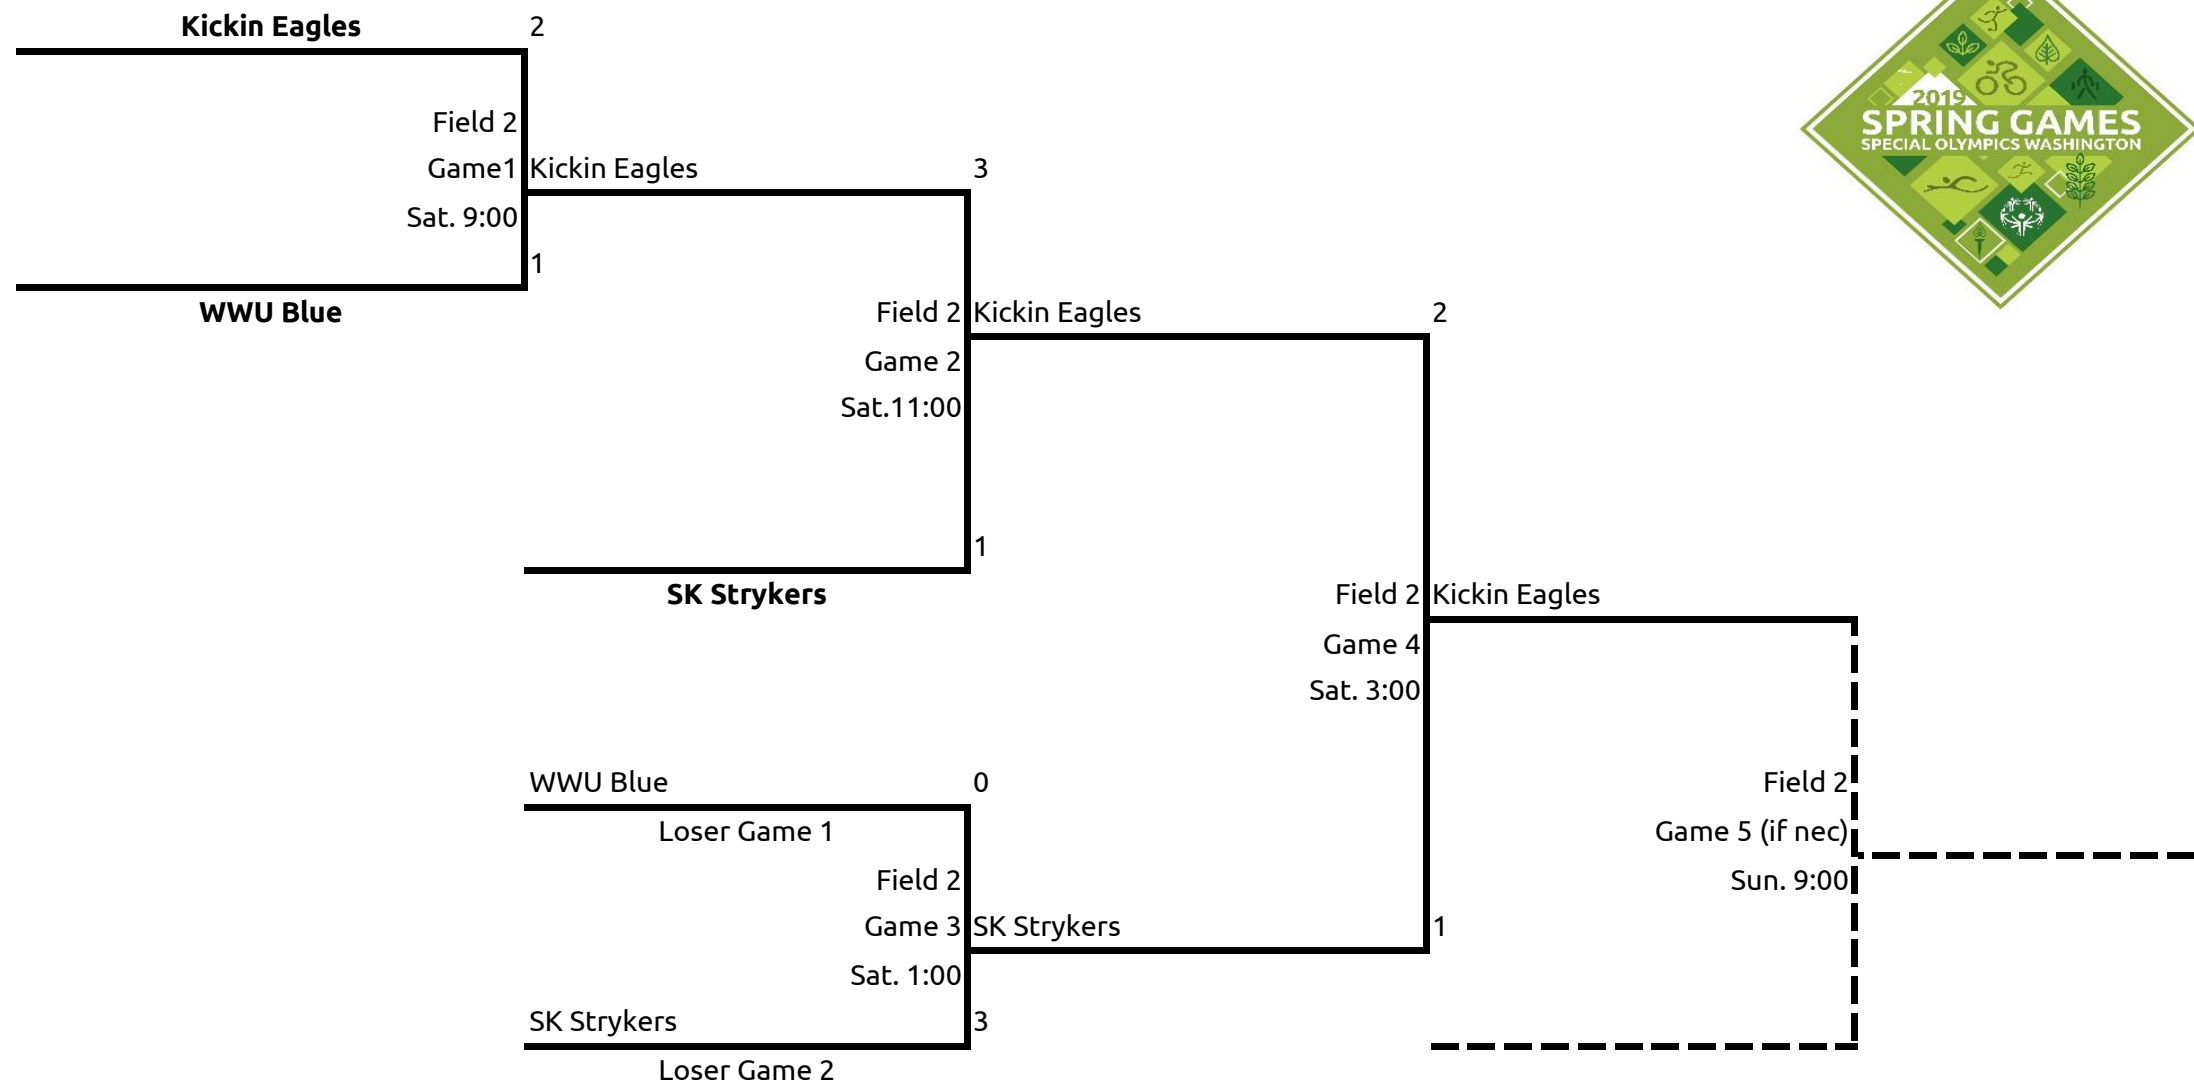 Kickin Eagles 2
Field 2
Game1 Kickin Eagles 3
Sat. 9:00
1
WWU Blue
Field 2 Kickin Eagles 2
Game 2
Sat.11:00
1
SK Strykers
Field 2 Kickin Eagles
Game 4
Sat. 3:00
WWU Blue 0
Loser Game 1
Field 2
Game 3 SK Strykers 1
Sat. 1:00
SK Strykers 3
Loser Game 2
Field 2
Game 5 (if nec)
Sun. 9:00
2019
SPRING GAMES
SPECIAL OLYMPICS WASHINGTON